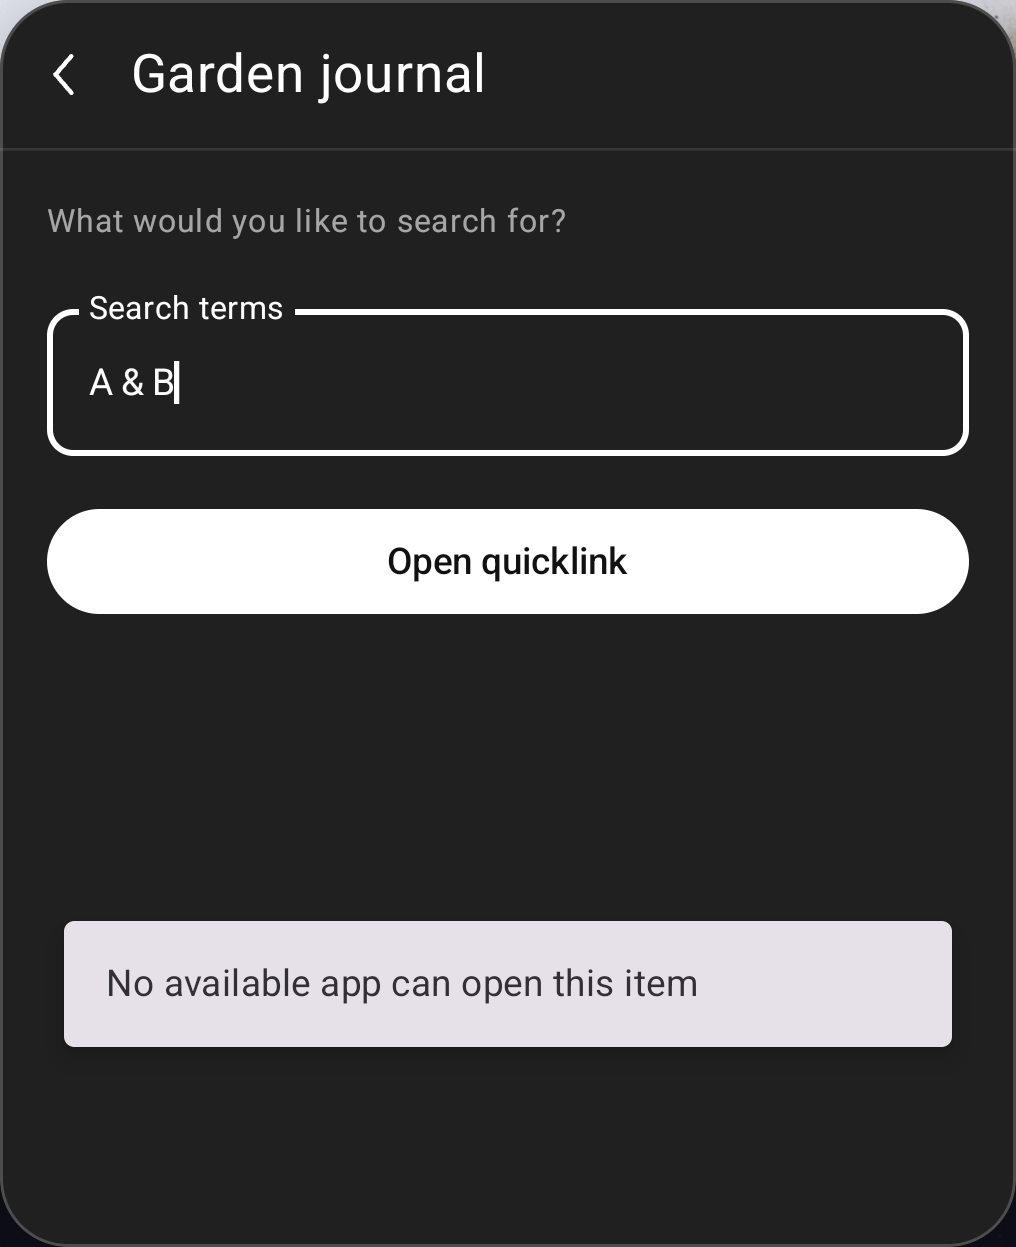 Garden journal
What would you like to search for?
Search terms
A & B
Open quicklink
No available app can open this item